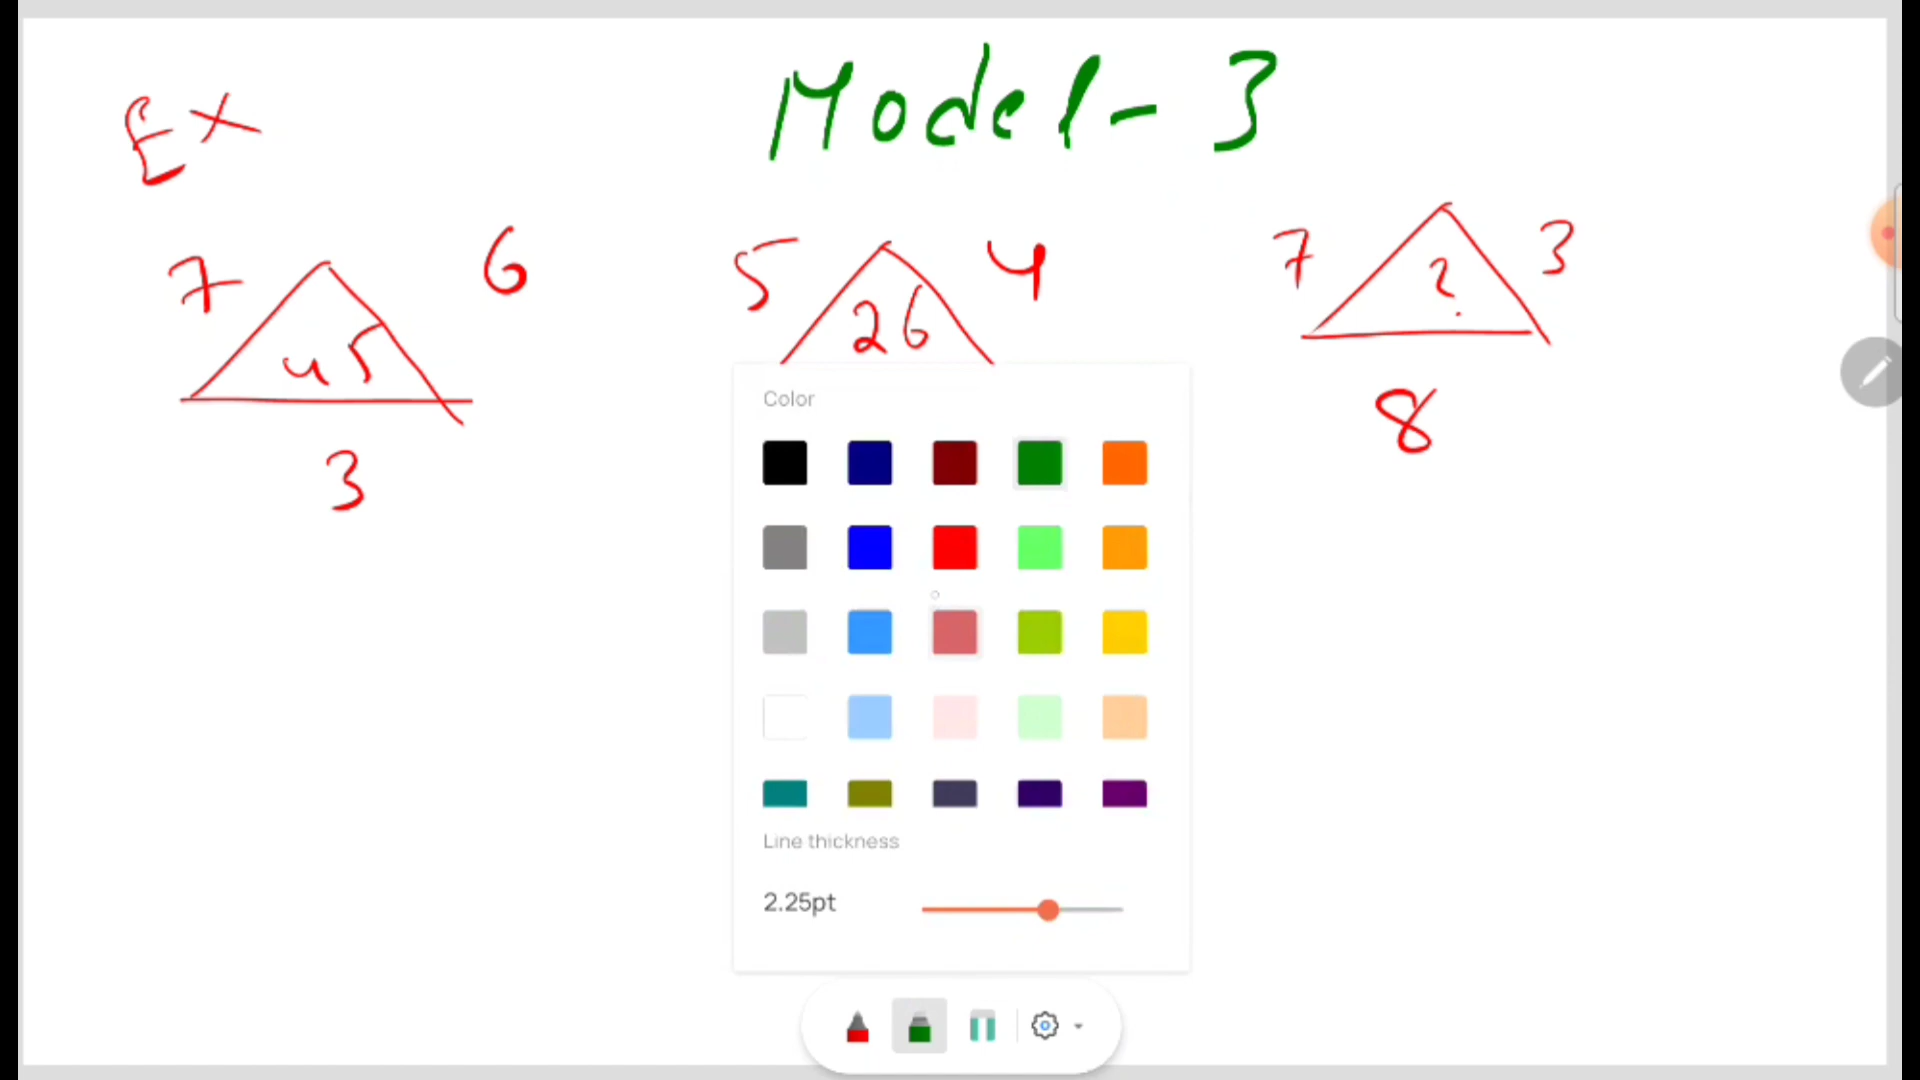 Model-3
Ex
7 6 5 4 7 3
45 26 ?
3 8
Color
Line thickness
2.25pt